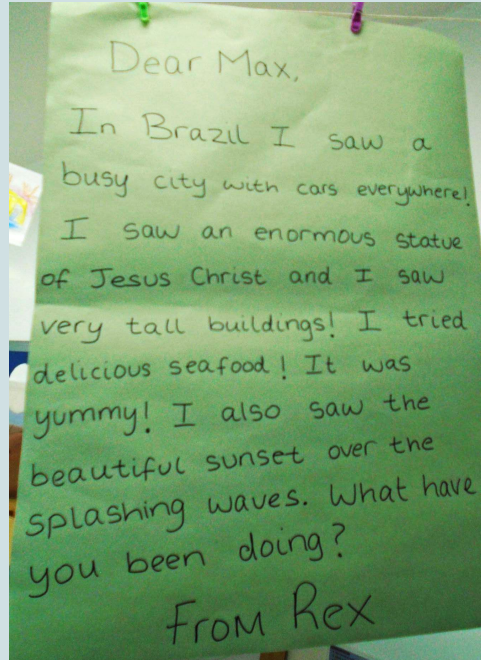 Dear Max,
In Brazil I saw a
busy city with cars everywhere!
I saw an enormous statue
of Jesus Christ and I saw
very tall buildings! I tried
delicious seafood! It was
yummy! I also saw the
beautiful sunset over the
splashing waves. What have
you been doing?
From Rex